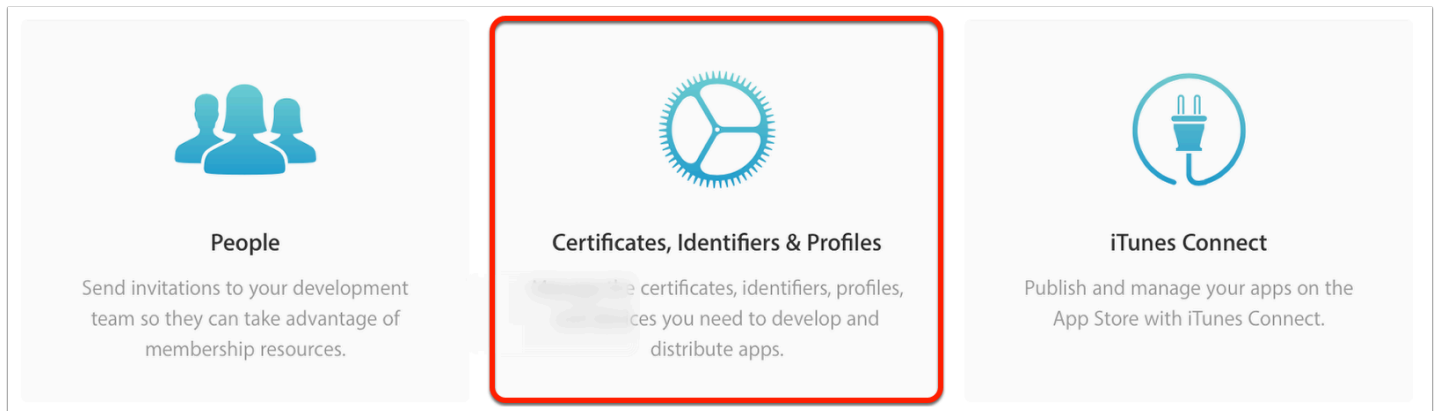 People
Send invitations to your development
team so they can take advantage of
membership resources.
Certificates, Identifiers & Profiles
certificates, identifiers, profiles,
you need to develop and
distribute apps.
iTunes Connect
Publish and manage your apps on the
App Store with iTunes Connect.